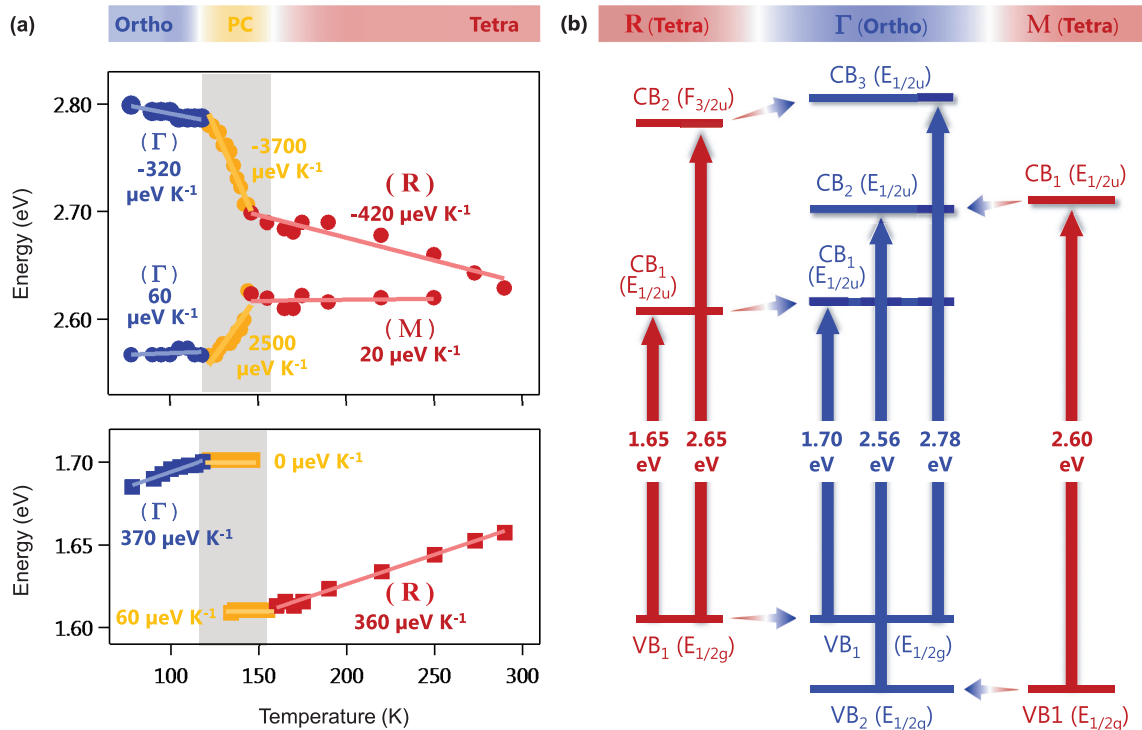 (a)
Ortho
PC
Tetra
2.80
2.70
2.60
Energy (eV)
(Γ)
-320
µeV K-1
-3700
µeV K-1
(R)
-420 µeV K-1
(Γ)
60
µeV K-1
2500
µeV K-1
(M)
20 µeV K-1
1.70
1.65
1.60
Energy (eV)
0 µeV K-1
(Γ)
370 µeV K-1
60 µeV K-1
(R)
360 µeV K-1
100
150
200
250
300
Temperature (K)
(b)
R (Tetra)
Γ (Ortho)
M (Tetra)
CB2 (F3/2u)
CB1
(E1/2u)
1.65
eV
2.65
eV
VB1 (E1/2g)
CB3 (E1/2u)
CB2 (E1/2u)
CB1
(E1/2u)
1.70
eV
2.56
eV
2.78
eV
VB1 (E1/2g)
VB2 (E1/2g)
CB1 (E1/2u)
2.60
eV
VB1 (E1/2g)